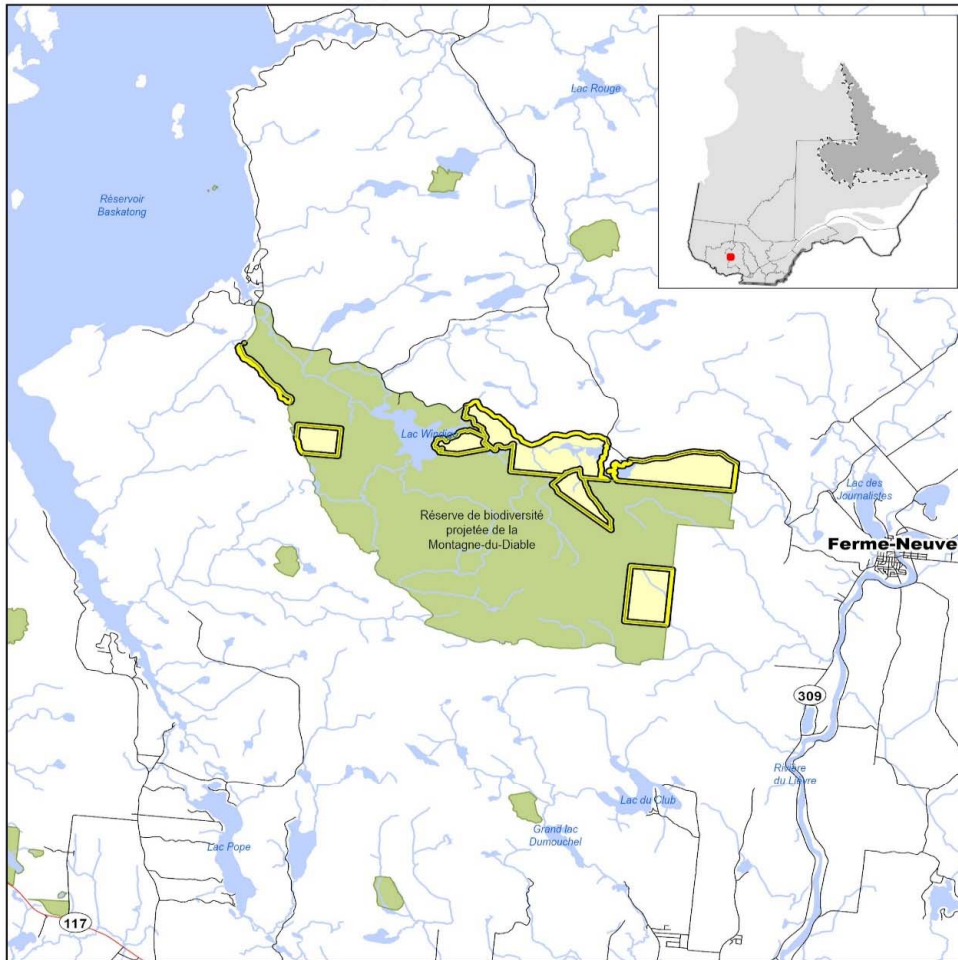 Lac Rouge
Réservoir
Baskatong
Lac Windigo
Lac des
Journalistes
Réserve de biodiversité
projetée de la
Montagne-du-Diable
Ferme-Neuve
309
Rivière
du Lièvre
Lac du Club
Grand lac
Dumouchel
Lac Pope
117